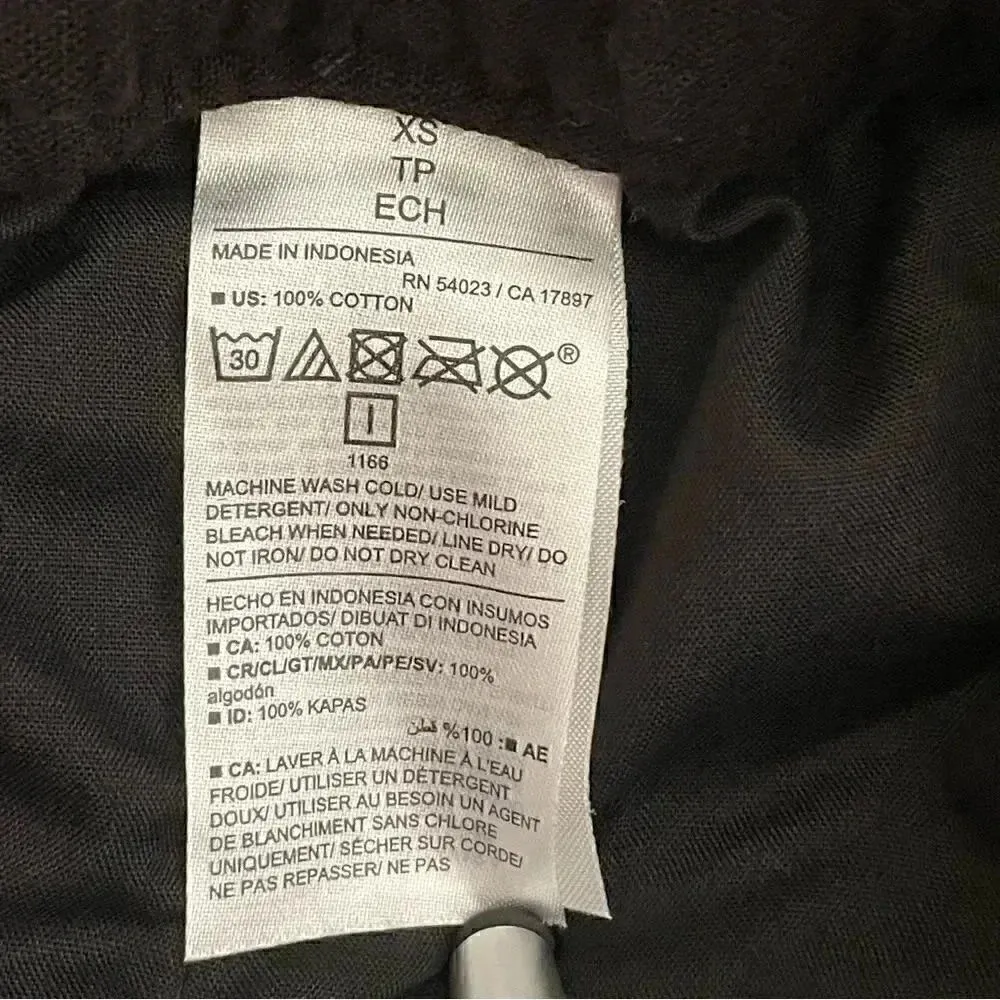 XS
TP
ECH
MADE IN INDONESIA
RN 54023 / CA 17897
■ US: 100% COTTON
30
®
I
1166
MACHINE WASH COLD/ USE MILD
DETERGENT/ ONLY NON-CHLORINE
BLEACH WHEN NEEDED/ LINE DRY/ DO
NOT IRON/ DO NOT DRY CLEAN
HECHO EN INDONESIA CON INSUMOS
IMPORTADOS/ DIBUAT DI INDONESIA
■ CA: 100% COTON
■ CR/CL/GT/MX/PA/PE/SV: 100%
algodón
■ ID: 100% KAPAS
AE ■: 100% قطن
■ CA: LAVER À LA MACHINE À L'EAU
FROIDE/ UTILISER UN DÉTERGENT
DOUX/ UTILISER AU BESOIN UN AGENT
DE BLANCHIMENT SANS CHLORE
UNIQUEMENT/ SÉCHER SUR CORDE/
NE PAS REPASSER/ NE PAS